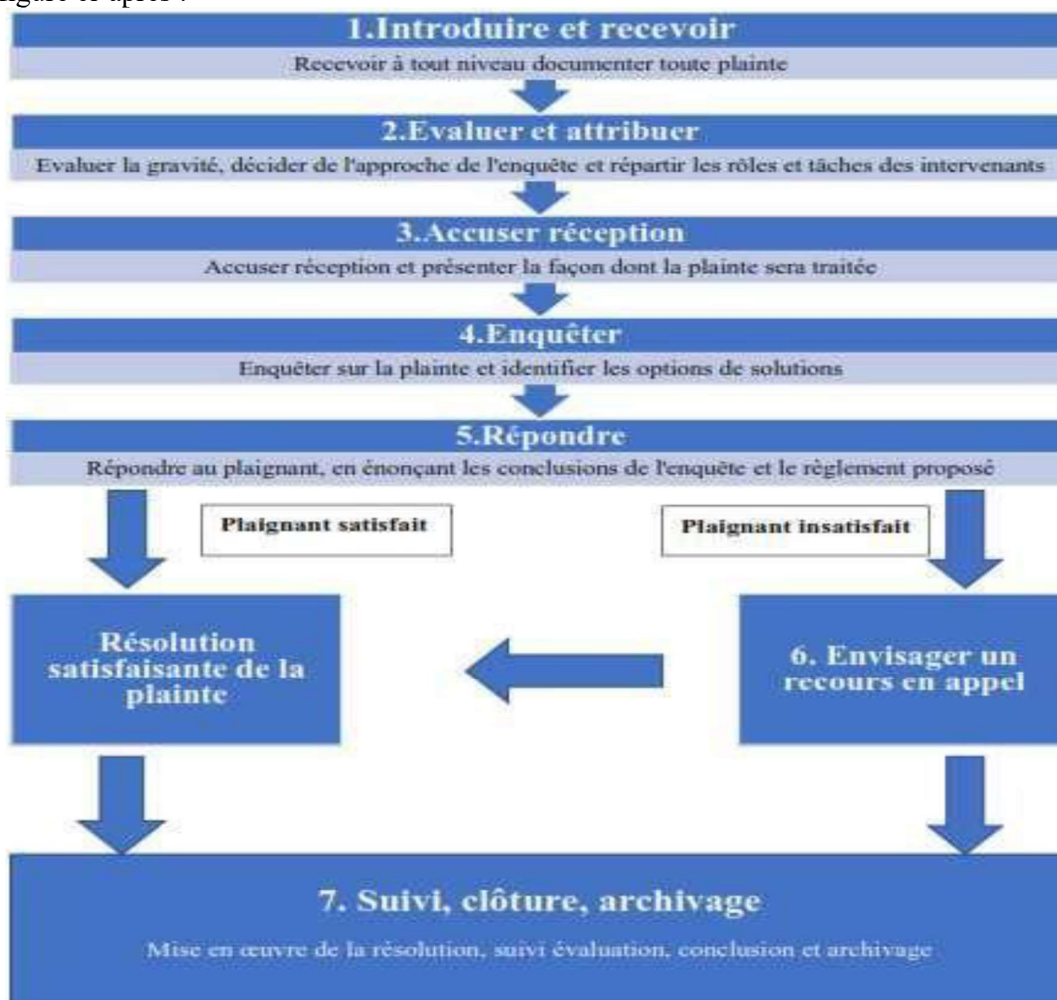 figure ci-après :
1.Introduire et recevoir
Recevoir à tout niveau documenter toute plainte
2.Evaluer et attribuer
Evaluer la gravité, décider de l'approche de l'enquête et répartir les rôles et tâches des intervenants
3.Accuser réception
Accuser réception et présenter la façon dont la plainte sera traitée
4.Enquêter
Enquêter sur la plainte et identifier les options de solutions
5.Répondre
Répondre au plaignant, en énonçant les conclusions de l'enquête et le règlement proposé
Plaignant satisfait
Plaignant insatisfait
Résolution
satisfaisante de la
plainte
6. Envisager un
recours en appel
7. Suivi, clôture, archivage
Mise en œuvre de la résolution, suivi évaluation, conclusion et archivage